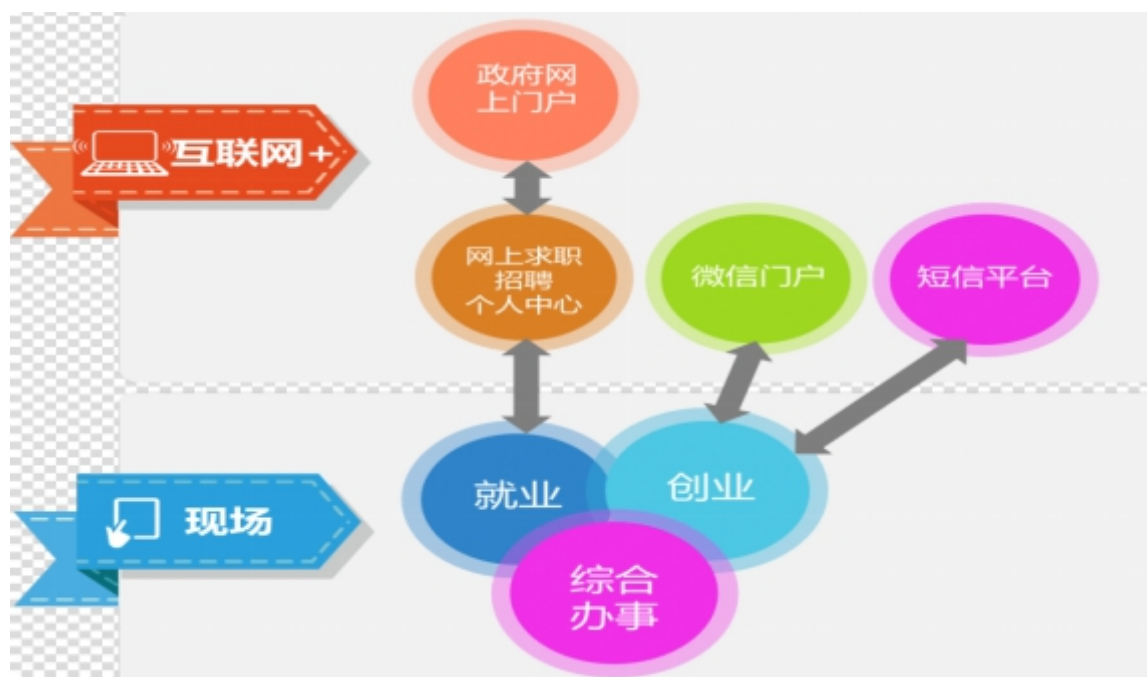 政府网
上门户
互联网+
网上求职
招聘
个人中心
微信门户
短信平台
就业
创业
现场
综合
办事